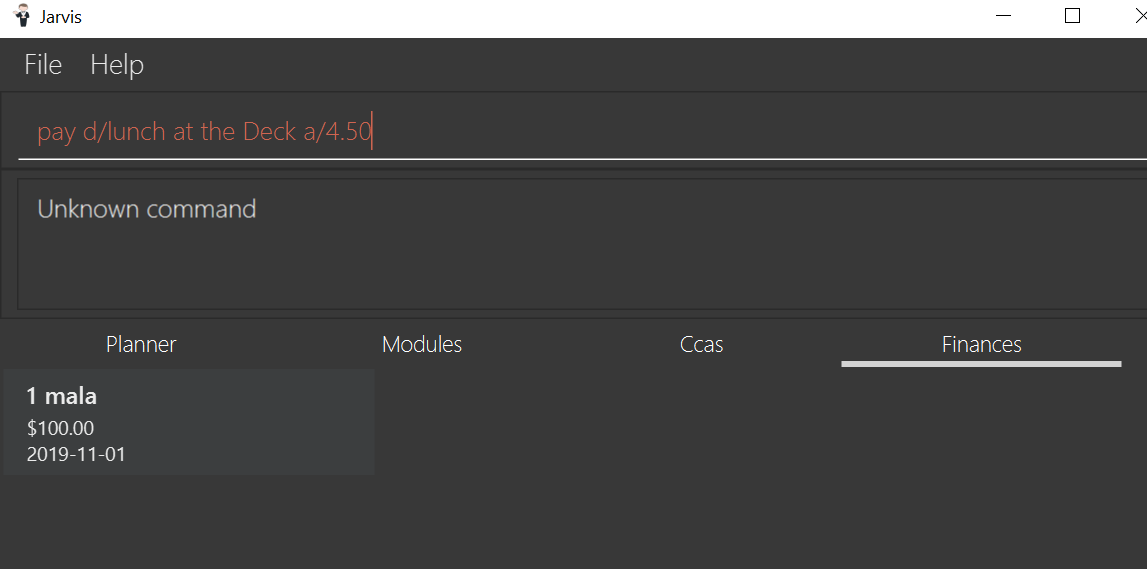 Jarvis
File Help
pay d/lunch at the Deck a/4.50
Unknown command
Planner Modules Ccas Finances
1 mala
$100.00
2019-11-01